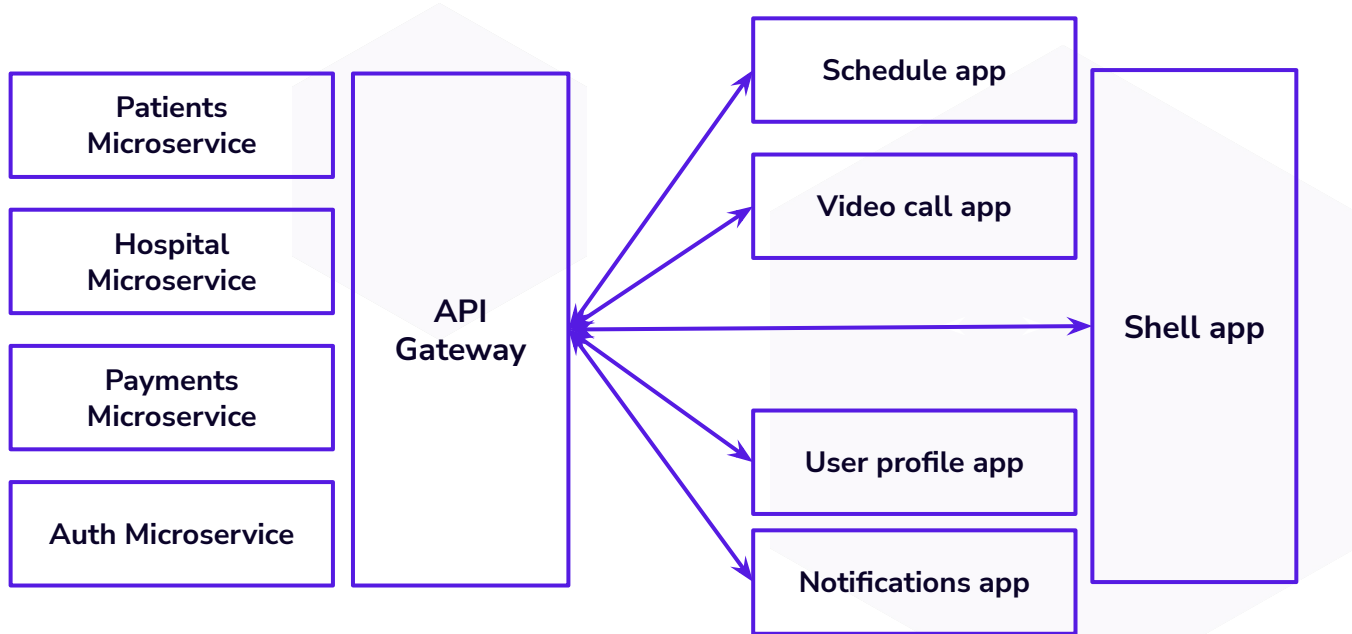 Patients
Microservice
Hospital
Microservice
Payments
Microservice
Auth Microservice
API
Gateway
Schedule app
Video call app
User profile app
Notifications app
Shell app